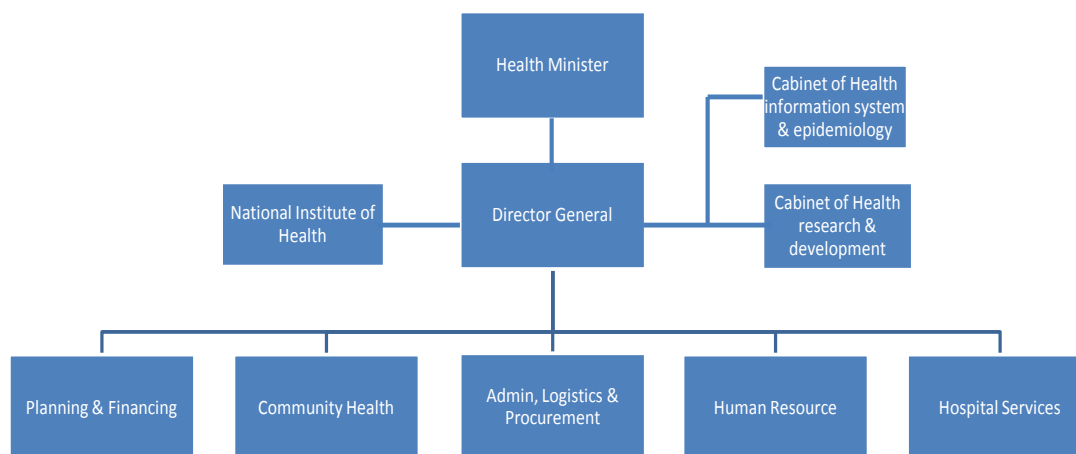 Health Minister
Cabinet of Health
information system
& epidemiology
National Institute of
Health
Director General
Cabinet of Health
research &
development
Planning & Financing
Community Health
Admin, Logistics &
Procurement
Human Resource
Hospital Services